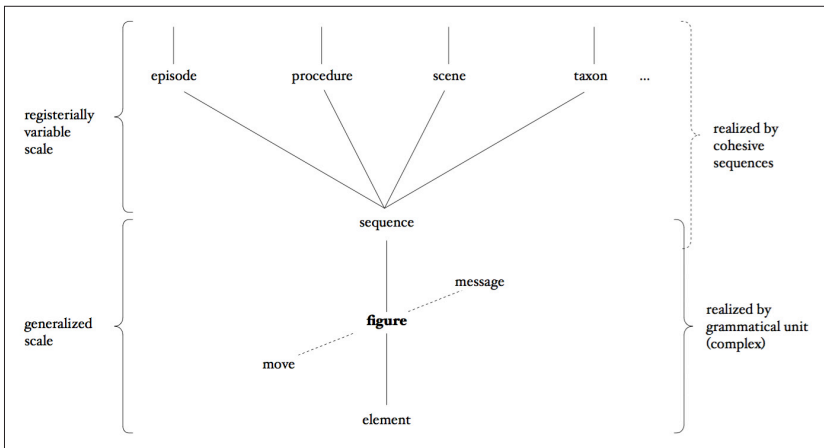 episode
procedure
scene
taxon
...
registerially
variable
scale
realized by
cohesive
sequences
sequence
message
generalized
scale
figure
realized by
grammatical unit
(complex)
move
element